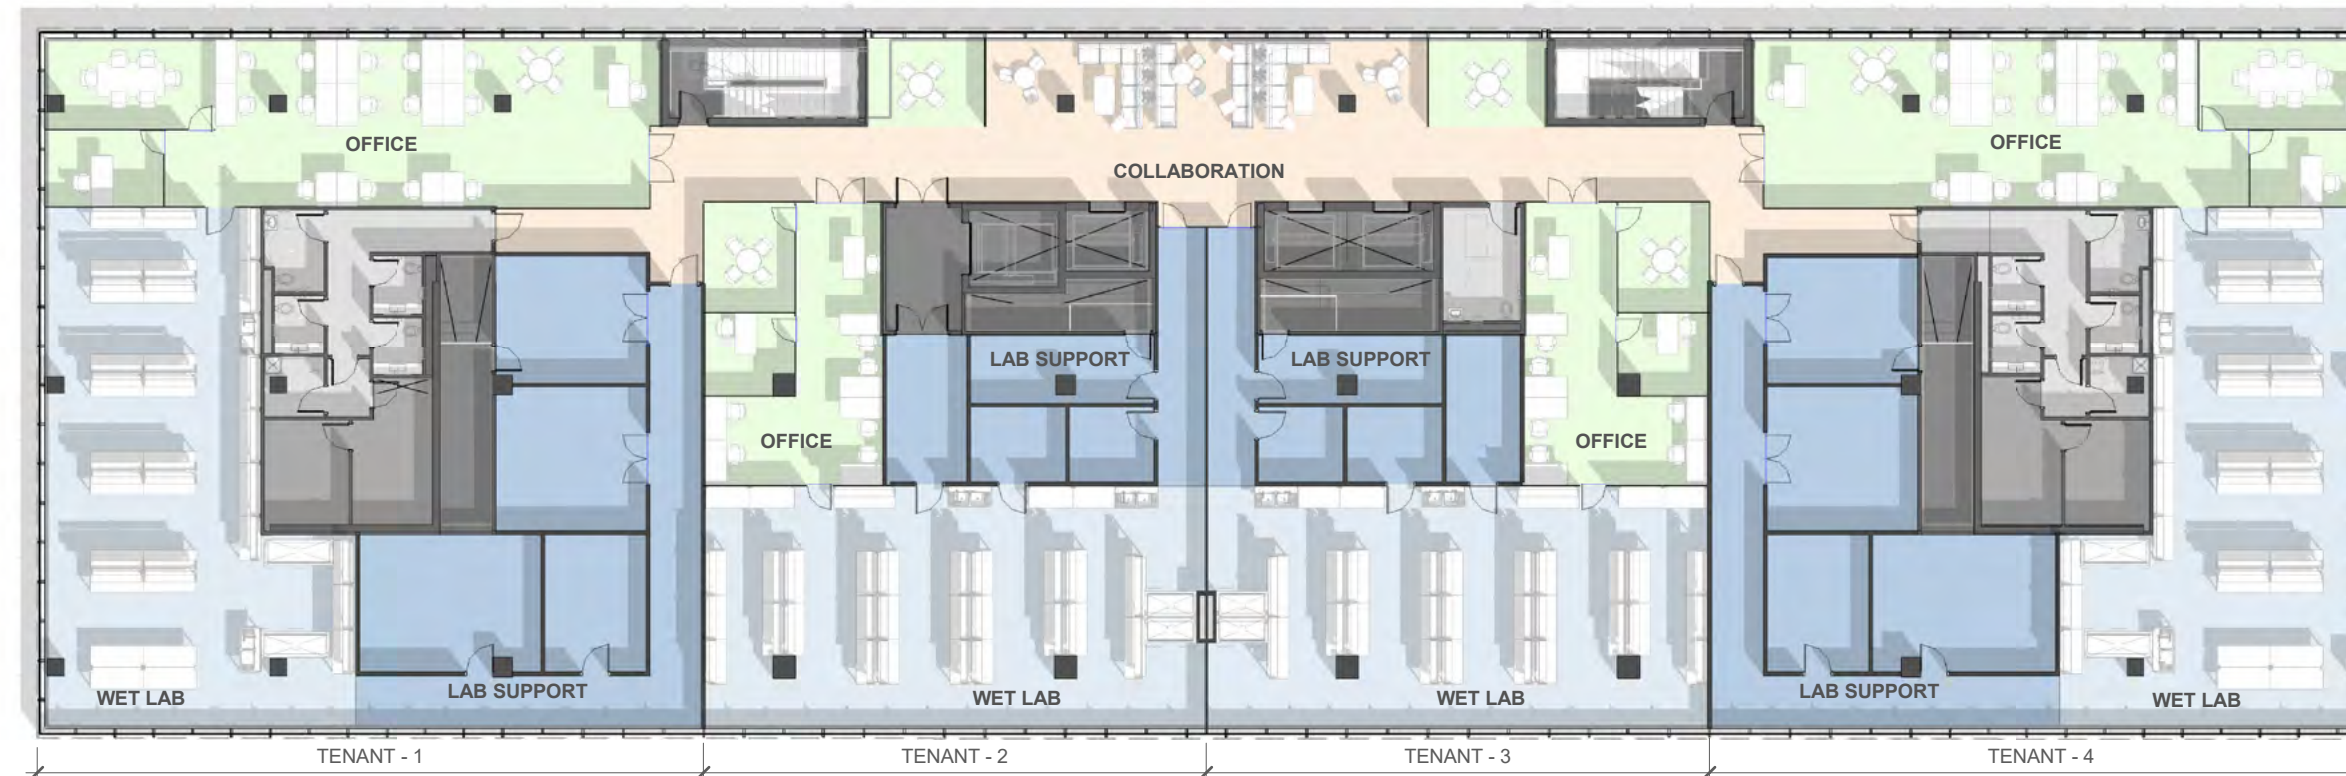 OFFICE
OFFICE
COLLABORATION
LAB SUPPORT
LAB SUPPORT
OFFICE
OFFICE
LAB SUPPORT
LAB SUPPORT
WET LAB
WET LAB
WET LAB
WET LAB
TENANT - 1
TENANT - 2
TENANT - 3
TENANT - 4